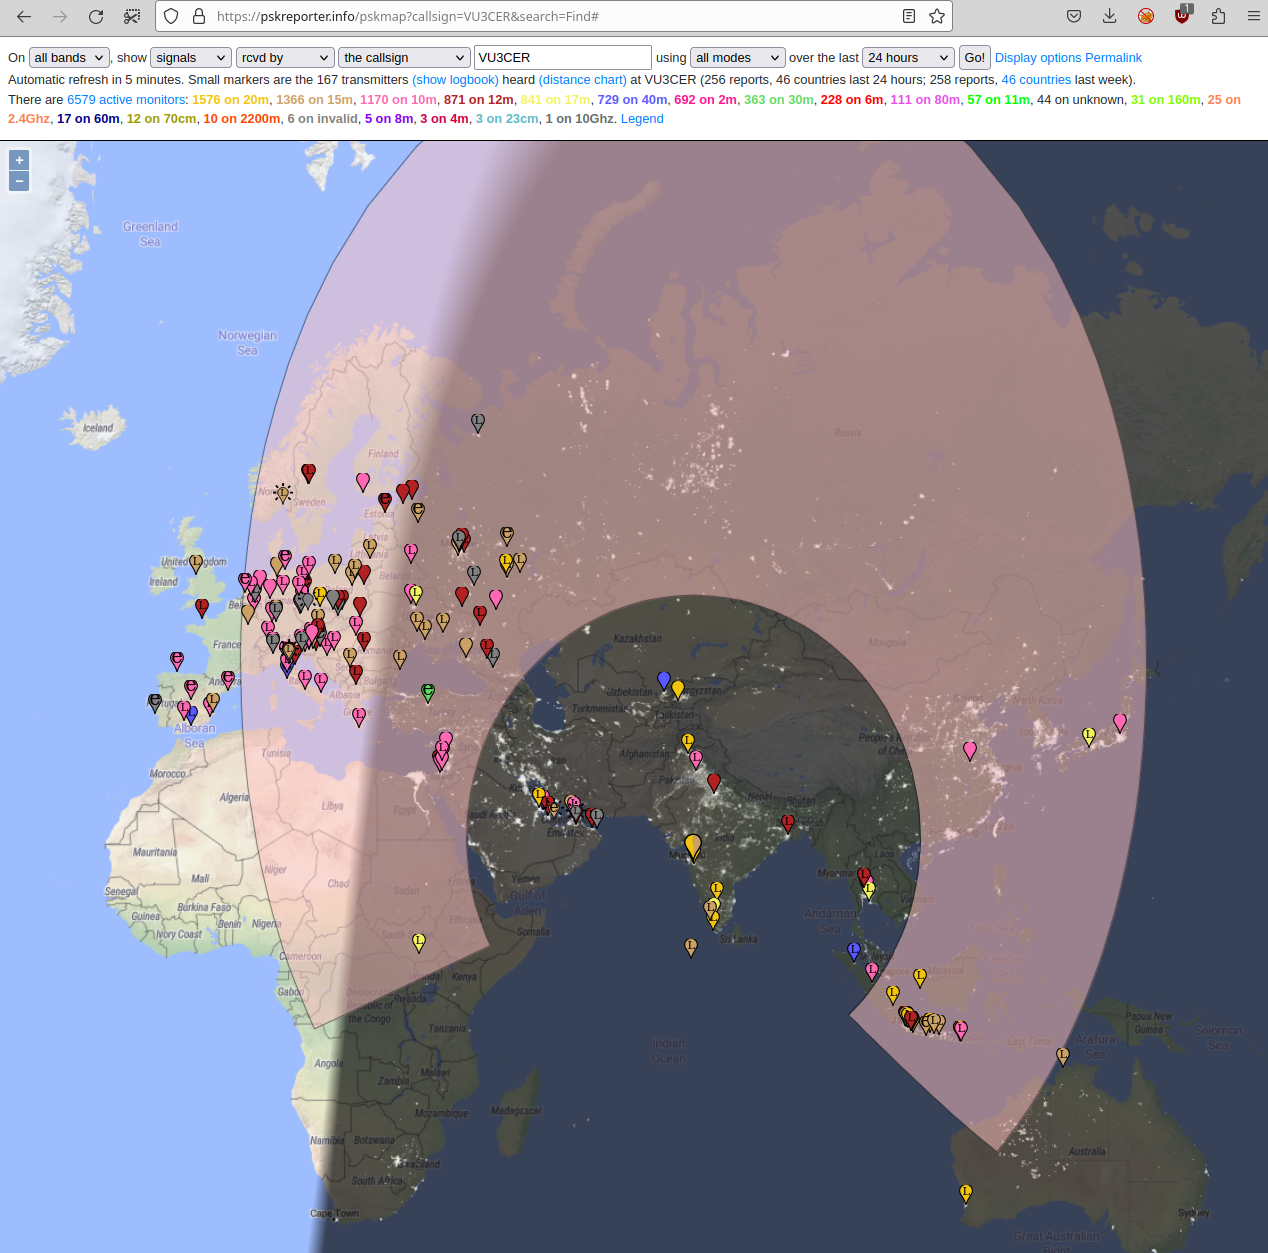 https://pskreporter.info/pskmap?callsign=VU3CER&search=Find#
1
On all bands , show signals rcvd by the callsign VU3CER using all modes over the last 24 hours Go! Display options Permalink
Automatic refresh in 5 minutes. Small markers are the 167 transmitters (show logbook) heard (distance chart) at VU3CER (256 reports, 46 countries last 24 hours; 258 reports, 46 countries last week).
There are 6579 active monitors: 1576 on 20m, 1366 on 15m, 1170 on 10m, 871 on 12m, 841 on 17m, 729 on 40m, 692 on 2m, 363 on 30m, 228 on 6m, 111 on 80m, 57 on 11m, 44 on unknown, 31 on 160m, 25 on
2.4Ghz, 17 on 60m, 12 on 70cm, 10 on 2200m, 6 on invalid, 5 on 8m, 3 on 4m, 3 on 23cm, 1 on 10Ghz. Legend
+
−
Greenland
Sea
Norwegian
Sea
Iceland
Russia
Finland
Sweden
Estonia
Latvia
Lithuania
United Kingdom
Ireland
Belarus
France
Kazakhstan
Mongolia
Uzbekistan
Kyrgyzstan
Turkmenistan
Tajikistan
Albania
Bulgaria
North Korea
Alboran
Sea
Tunisia
Afghanistan
Morocco
Algeria
Libya
Egypt
Nepal
Bhutan
Emirates
India
Mauritania
Mali
Niger
Chad
Sudan
Eritrea
Yemen
Laos
Myanmar
Vietnam
Senegal
Burkina Faso
Guinea
Benin
Nigeria
Ivory Coast
Gulf of
Aden
Andaman
Sea
Ethiopia
Somalia
Sri Lanka
Cameroon
Uganda
Kenya
Gabon
Democratic
Republic of
the Congo
Rwanda
Tanzania
Indian
Ocean
East Timor
Arafura
Sea
Papua New
Guinea
Solomon
Sea
Angola
Zambia
Malawi
Mozambique
Madagascar
Namibia
Botswana
Swaziland
South Africa
Australia
Cape Town
Sydney
Great Australian
Bight